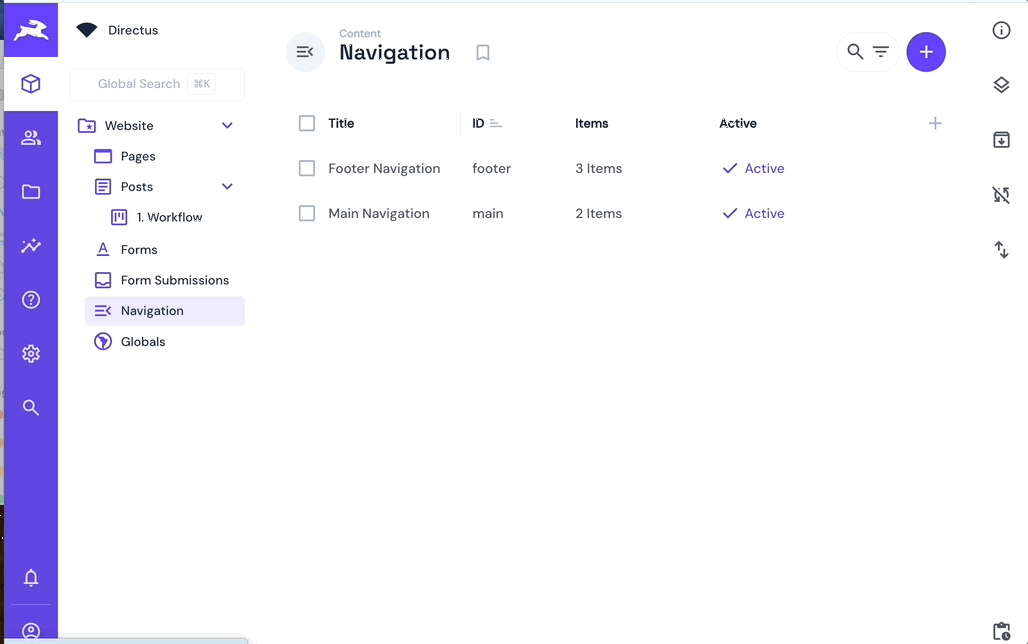 Directus
Global Search ⌘K
Website
Pages
Posts
1. Workflow
Forms
Form Submissions
Navigation
Globals
Content
Navigation
Title ID Items Active
Footer Navigation footer 3 Items Active
Main Navigation main 2 Items Active